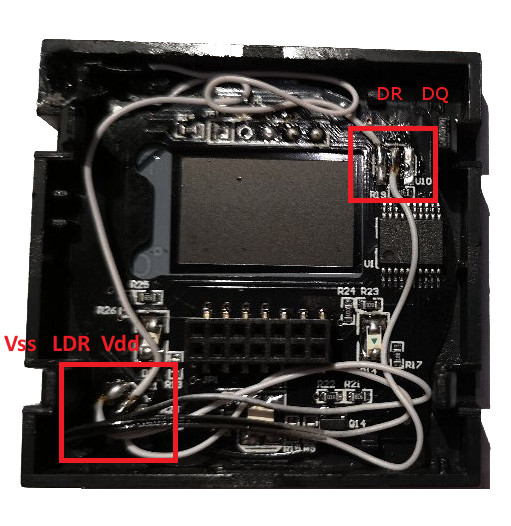 DR DQ
R19
U10
U1
R25
R26
R24 R23
Vss LDR Vdd
R17
R22 R21
Q14